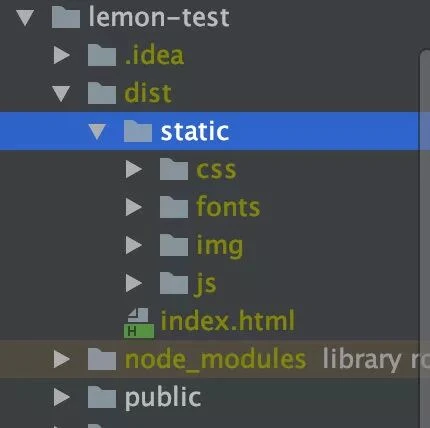 lemon-test
.idea
dist
static
css
fonts
img
js
H index.html
node_modules library ro
public